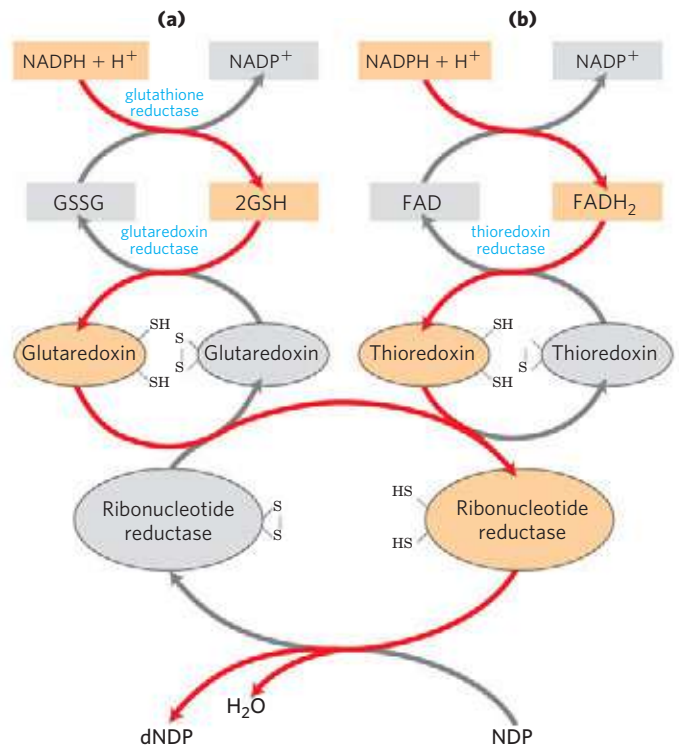 (a)
(b)
NADPH + H⁺
NADP⁺
NADPH + H⁺
NADP⁺
glutathione
reductase
GSSG
2GSH
FAD
FADH₂
glutaredoxin
reductase
thioredoxin
reductase
SH
S
SH
Glutaredoxin
Glutaredoxin
Thioredoxin
Thioredoxin
SH
S
SH
S
Ribonucleotide
reductase
S
S
HS
HS
Ribonucleotide
reductase
H₂O
dNDP
NDP